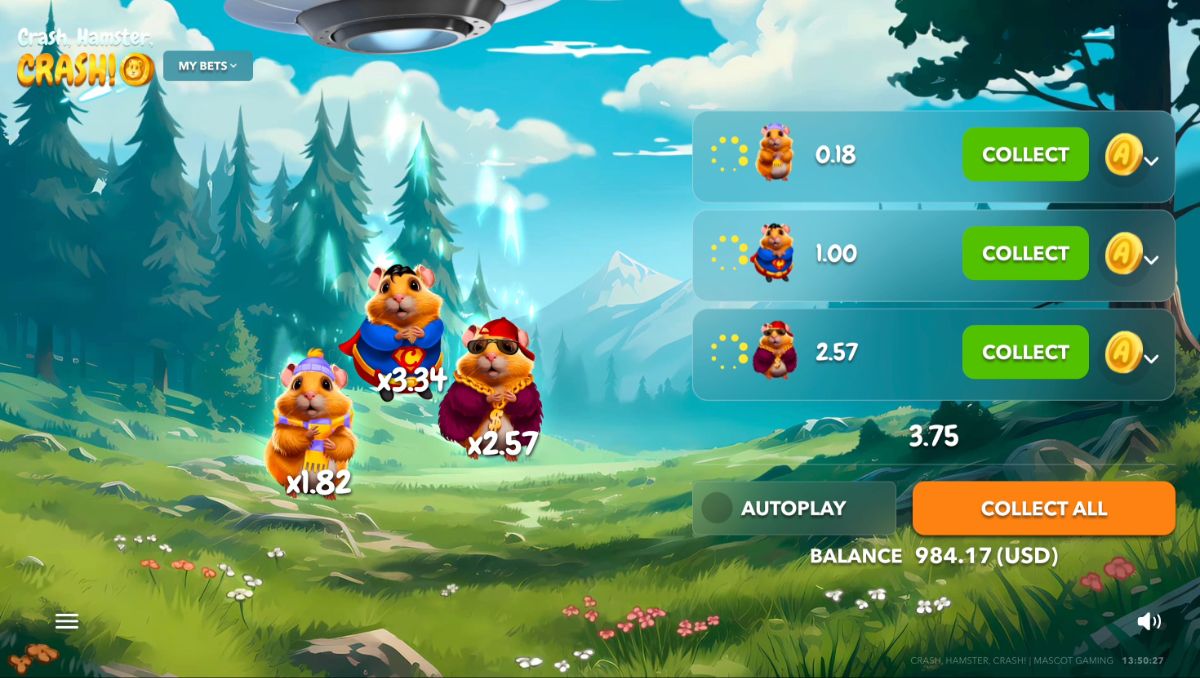 Crash, Hamster,
CRASH!
MY BETS
0.18
COLLECT
A
1.00
COLLECT
A
2.57
COLLECT
A
x3.34
x2.57
x1.82
3.75
AUTOPLAY
COLLECT ALL
BALANCE 984.17 (USD)
CRASH, HAMSTER, CRASH! | MASCOT GAMING 13:50:27